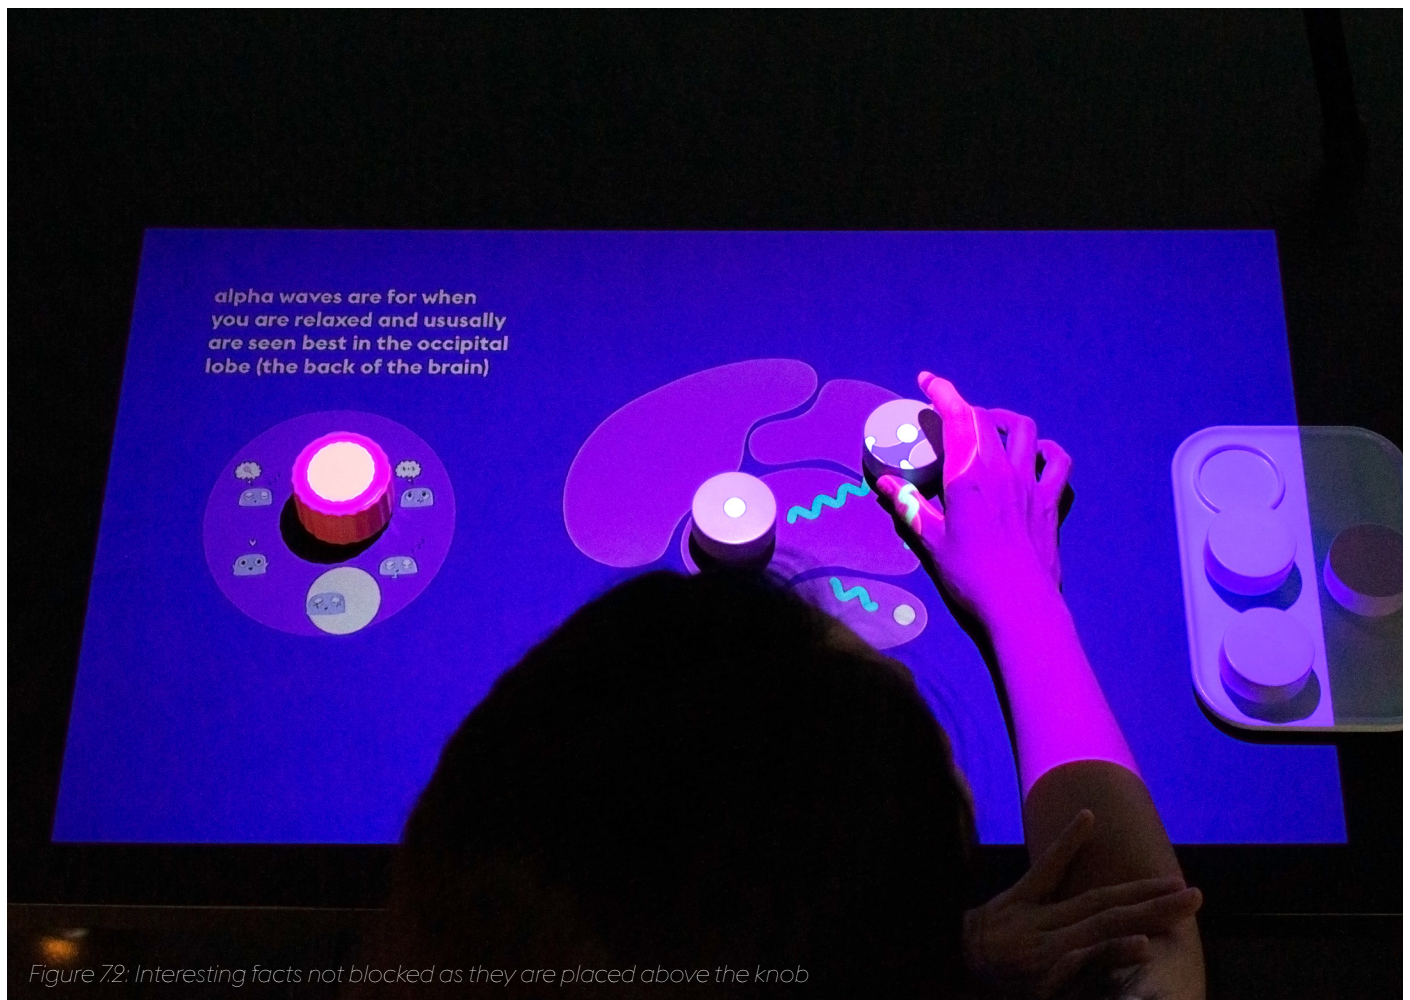 alpha waves are for when
you are relaxed and ususally
are seen best in the occipital
lobe (the back of the brain)
Figure 7.2: Interesting facts not blocked as they are placed above the knob